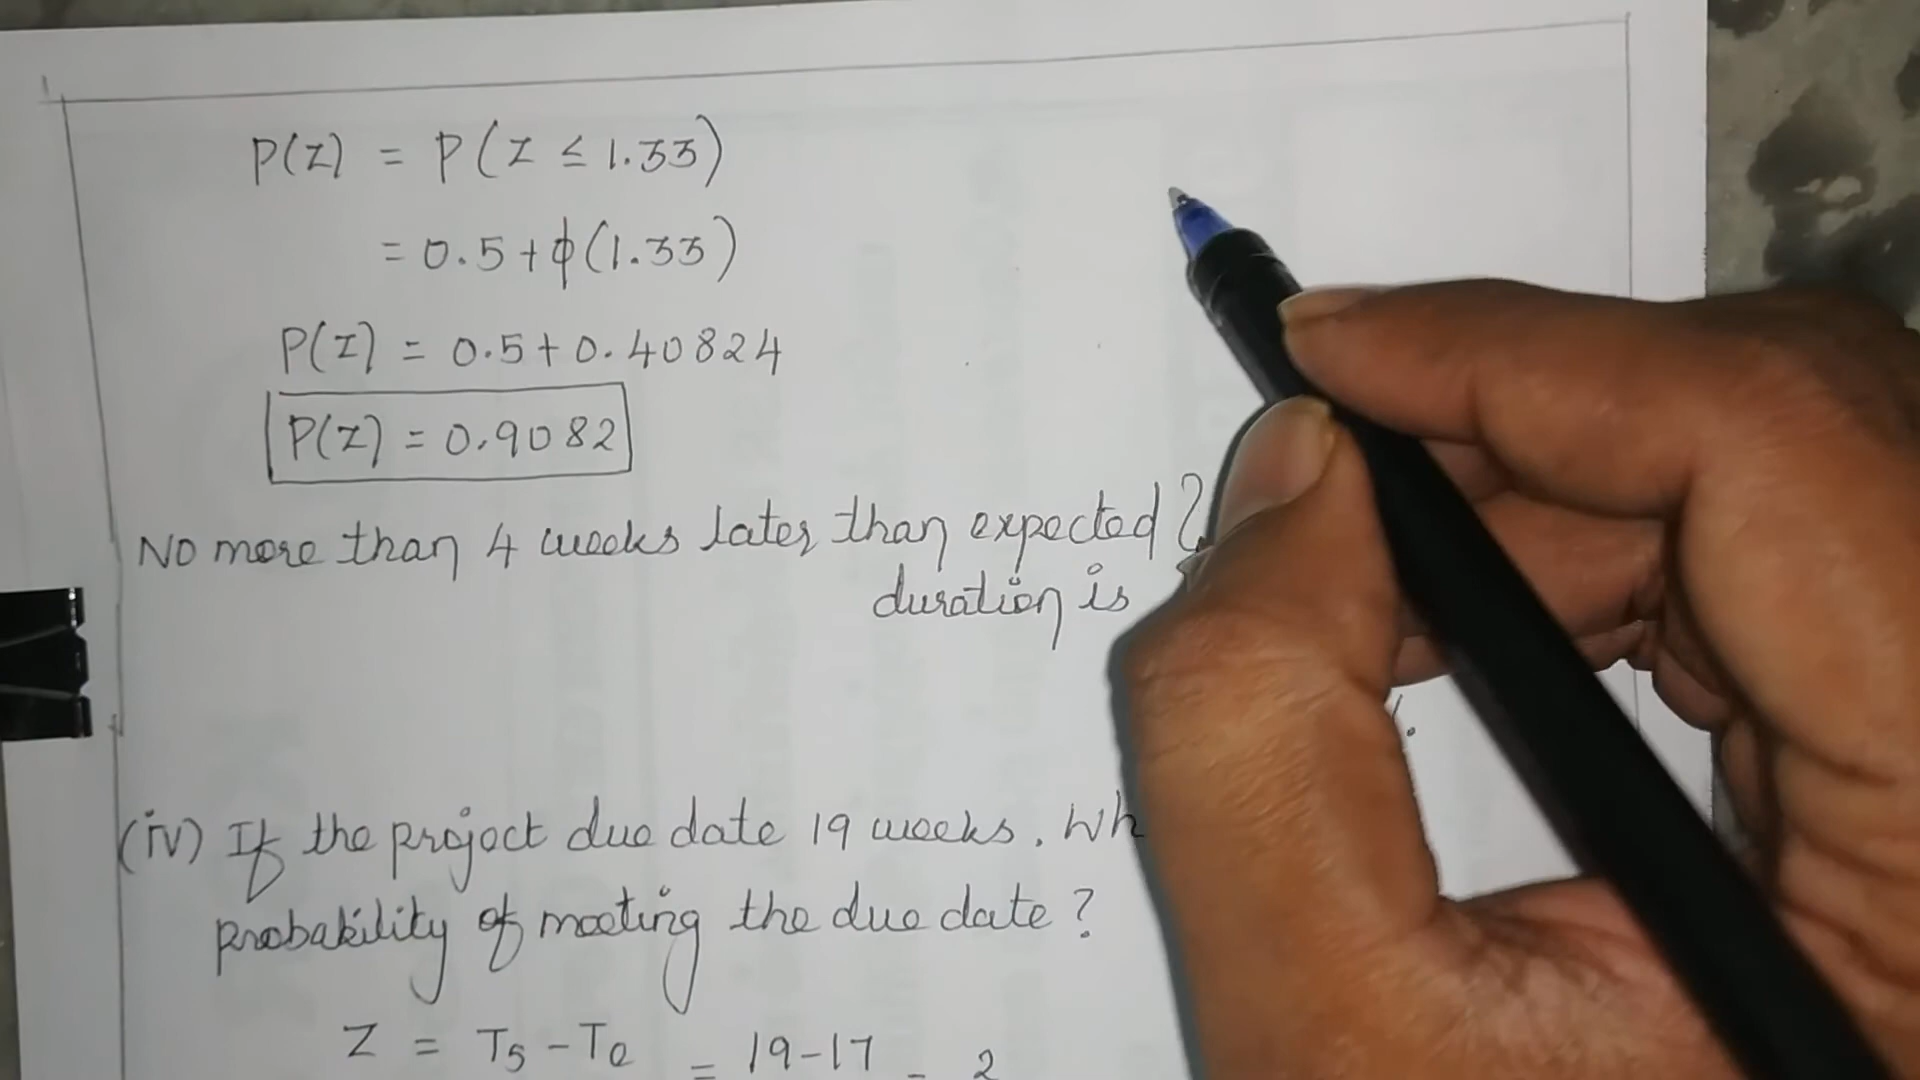 P(Z) = P(Z ≤ 1.33)
= 0.5+ϕ(1.33)
P(Z) = 0.5+0.40824
P(Z) = 0.9082
No more than 4 weeks later than expected
duration is
(iv) If the project due date 19 weeks. Wh
probability of meeting the due date?
Z = Ts - Te = 19-17 = 2